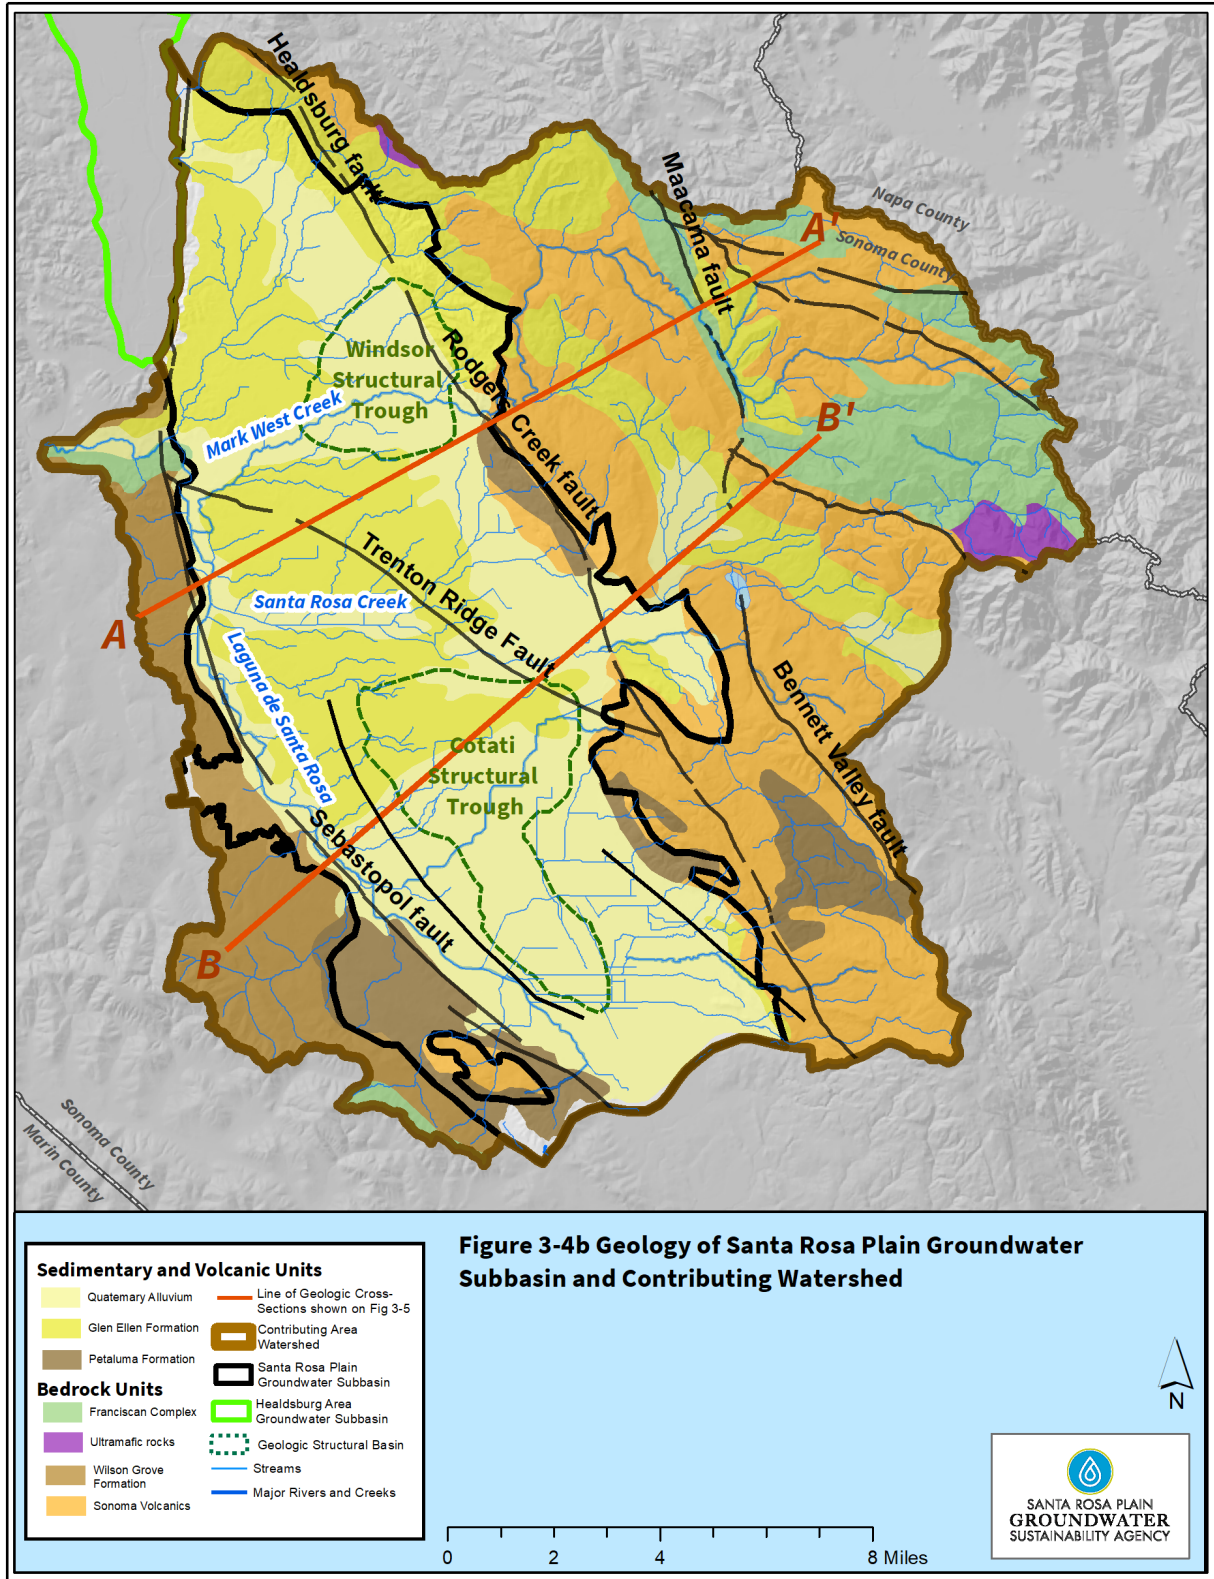 Healdsburg fault
Maacama fault
Napa County
Sonoma County
A'
Windsor
Structural
Trough
Rodgers Creek fault
Mark West Creek
B'
Trenton Ridge Fault
Santa Rosa Creek
A
Laguna de Santa Rosa
Bennett Valley fault
Cotati
Structural
Trough
Sebastopol fault
B
Sonoma County
Marin County
Figure 3-4b Geology of Santa Rosa Plain Groundwater
Subbasin and Contributing Watershed
Sedimentary and Volcanic Units
Quaternary Alluvium
Glen Ellen Formation
Petaluma Formation
Bedrock Units
Franciscan Complex
Ultramafic rocks
Wilson Grove
Formation
Sonoma Volcanics
Line of Geologic Cross-
Sections shown on Fig 3-5
Contributing Area
Watershed
Santa Rosa Plain
Groundwater Subbasin
Healdsburg Area
Groundwater Subbasin
Geologic Structural Basin
Streams
Major Rivers and Creeks
0 2 4 8 Miles
N
SANTA ROSA PLAIN
GROUNDWATER
SUSTAINABILITY AGENCY